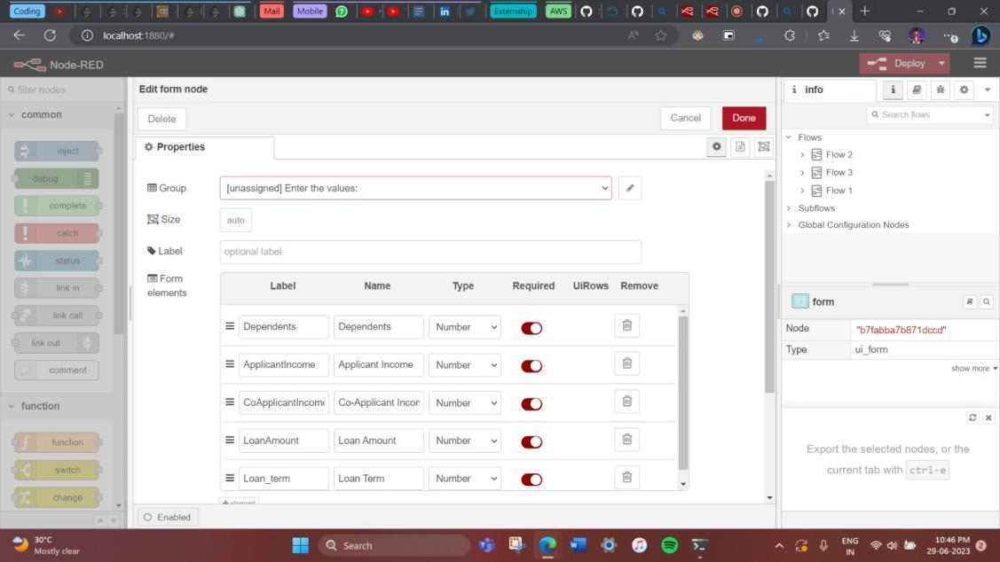 Coding
Mail
Mobile
Externship
AWS
localhost:1880/#
Node-RED
Deploy
filter nodes
common
inject
debug
complete
catch
status
link in
link call
link out
comment
function
function
switch
change
Edit form node
Delete
Cancel
Done
Properties
Group
[unassigned] Enter the values:
Size
auto
Label
optional label
Form elements
Label Name Type Required UiRows Remove
Dependents Dependents Number
ApplicantIncome Applicant Income Number
CoApplicantIncome Co-Applicant Incon Number
LoanAmount Loan Amount Number
Loan_term Loan Term Number
+ element
Enabled
info
Search flows
Flows
Flow 2
Flow 3
Flow 1
Subflows
Global Configuration Nodes
form
Node "b7fabba7b871dccd"
Type ui_form
show more
Export the selected nodes, or the
current tab with ctrl-e
30°C
Mostly clear
Search
ENG
IN
10:46 PM
29-06-2023
2